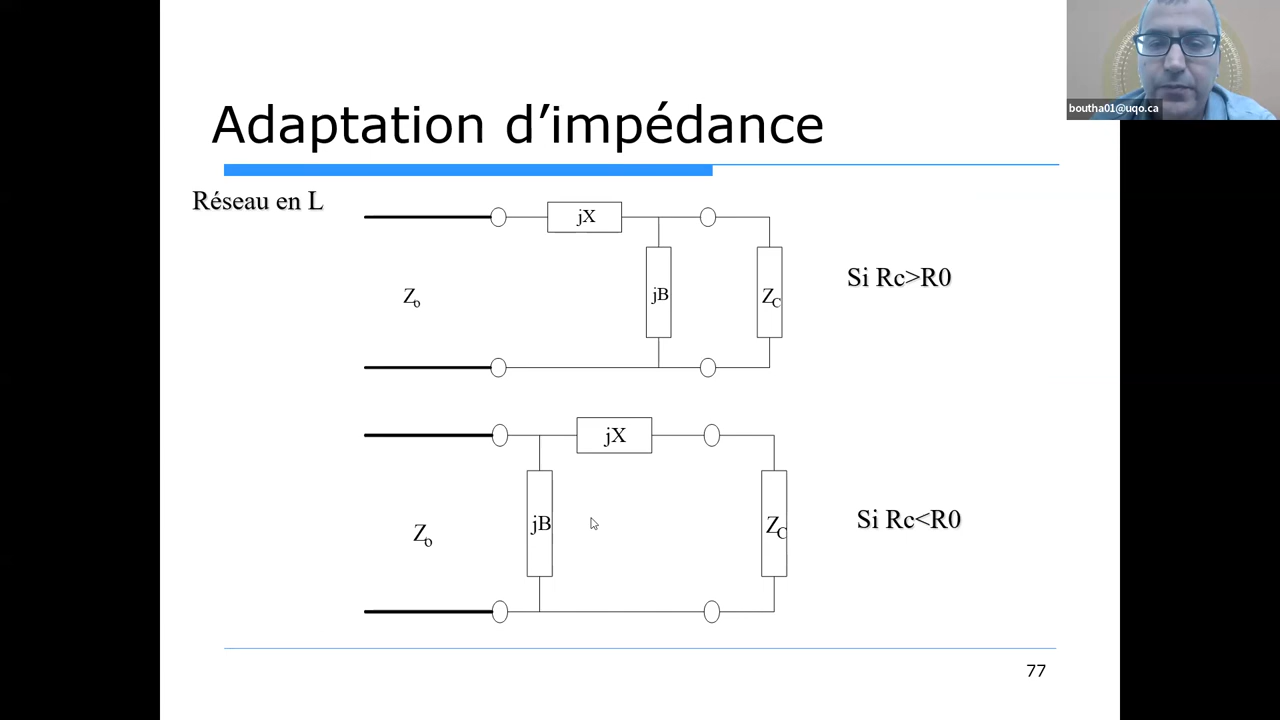 boutha01@uqo.ca
Adaptation d’impédance
Réseau en L
jX
jB
Zo
ZC
Si Rc>R0
jX
jB
Zo
ZC
Si Rc<R0
77